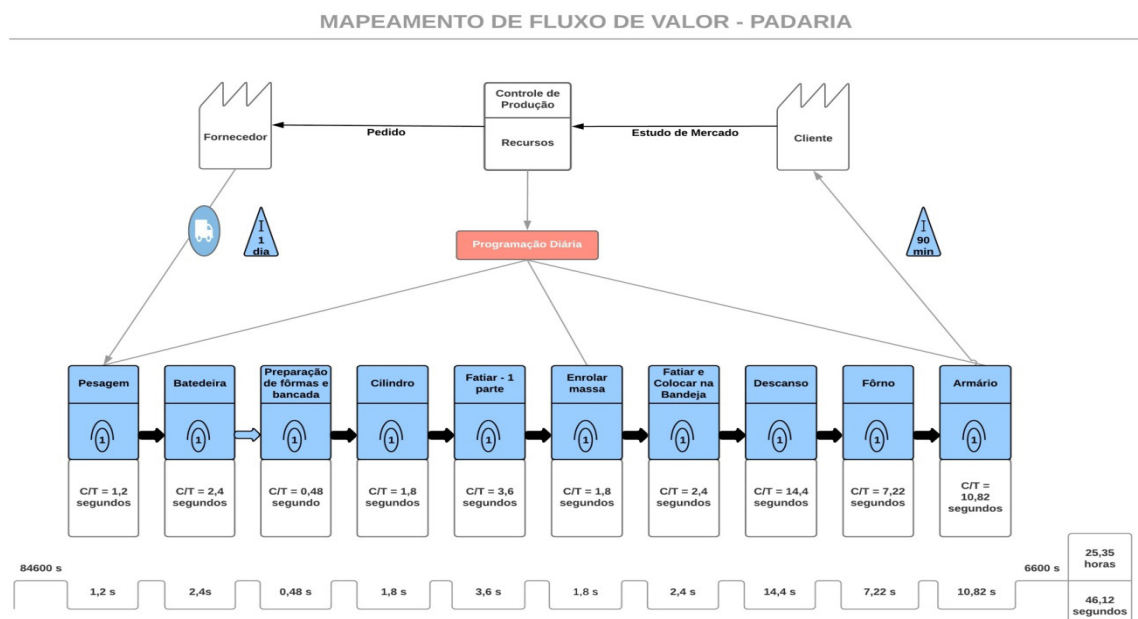 MAPEAMENTO DE FLUXO DE VALOR - PADARIA
Fornecedor
Pedido
Controle de
Produção
Recursos
Estudo de Mercado
Cliente
I
1
dia
Programação Diária
I
90
min
Pesagem
Batedeira
Preparação
de fôrmas e
bancada
Cilindro
Fatiar - 1
parte
Enrolar
massa
Fatiar e
Colocar na
Bandeja
Descanso
Fôrno
Armário
1
1
1
1
1
1
1
1
1
1
C/T = 1,2
segundos
C/T = 2,4
segundos
C/T = 0,48
segundo
C/T = 1,8
segundos
C/T = 3,6
segundos
C/T = 1,8
segundos
C/T = 2,4
segundos
C/T = 14,4
segundos
C/T = 7,22
segundos
C/T =
10,82
segundos
84600 s
1,2 s
2,4s
0,48 s
1,8 s
3,6 s
1,8 s
2,4 s
14,4 s
7,22 s
10,82 s
6600 s
25,35
horas
46,12
segundos